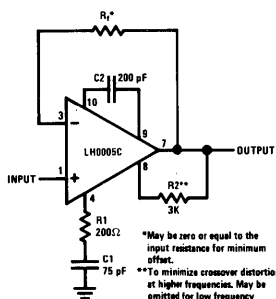 Rf*
C2
200 pF
10
3
−
LH0005C
9
7
OUTPUT
INPUT
1
+
8
4
R2**
3K
R1
200Ω
C1
75 pF
*May be zero or equal to the
input resistance for minimum
offset.
**To minimize crossover distortio
at higher frequencies. May be
omitted for low frequency